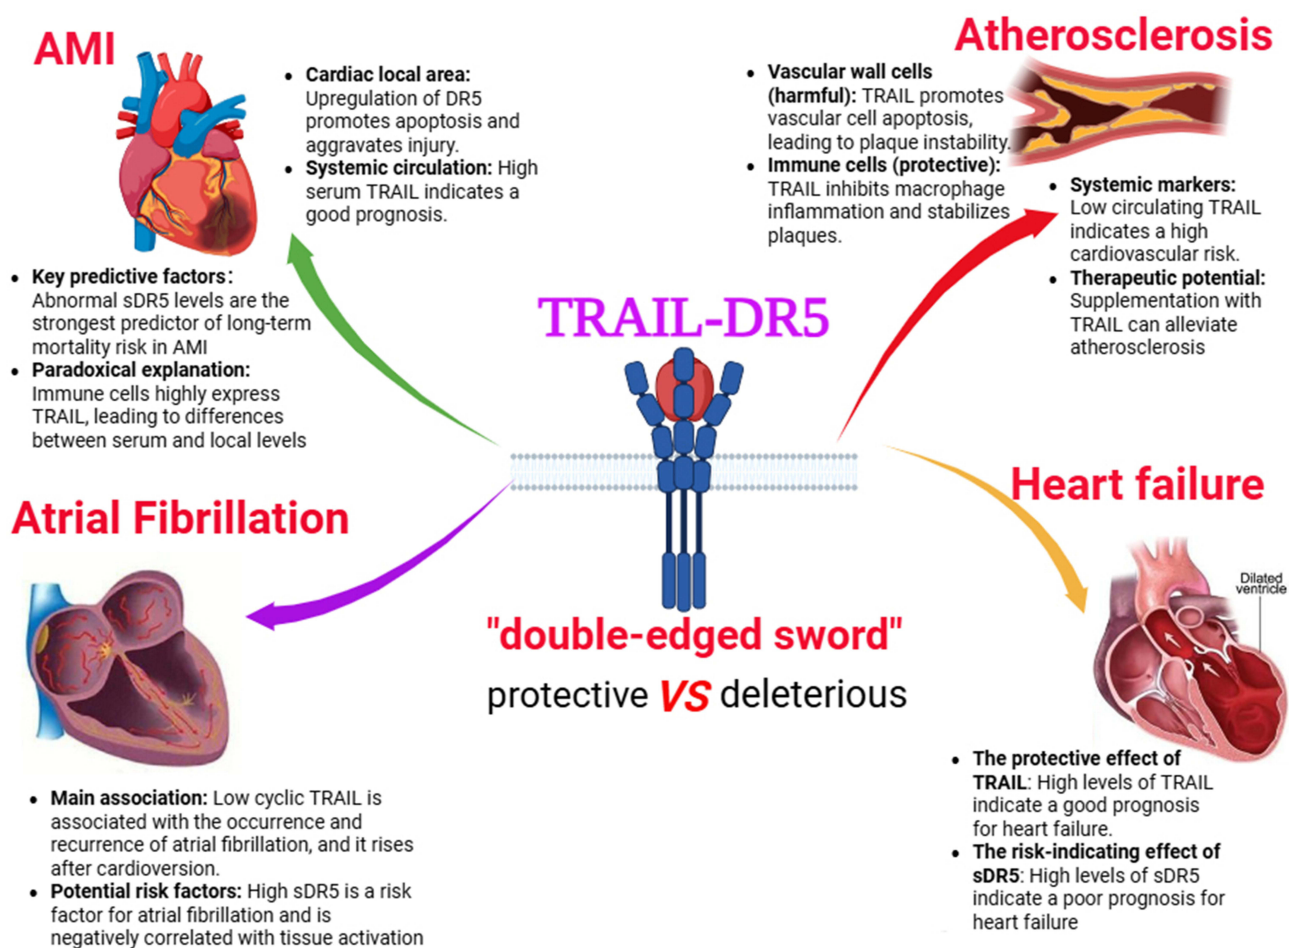 AMI
• Cardiac local area:
Upregulation of DR5
promotes apoptosis and
aggravates injury.
• Systemic circulation: High
serum TRAIL indicates a
good prognosis.
• Key predictive factors:
Abnormal sDR5 levels are the
strongest predictor of long-term
mortality risk in AMI
• Paradoxical explanation:
Immune cells highly express
TRAIL, leading to differences
between serum and local levels
Atherosclerosis
• Vascular wall cells
(harmful): TRAIL promotes
vascular cell apoptosis,
leading to plaque instability.
• Immune cells (protective):
TRAIL inhibits macrophage
inflammation and stabilizes
plaques.
• Systemic markers:
Low circulating TRAIL
indicates a high
cardiovascular risk.
• Therapeutic potential:
Supplementation with
TRAIL can alleviate
atherosclerosis
TRAIL-DR5
"double-edged sword"
protective VS deleterious
Atrial Fibrillation
• Main association: Low cyclic TRAIL is
associated with the occurrence and
recurrence of atrial fibrillation, and it rises
after cardioversion.
• Potential risk factors: High sDR5 is a risk
factor for atrial fibrillation and is
negatively correlated with tissue activation
Heart failure
Dilated
ventricle
• The protective effect of
TRAIL: High levels of TRAIL
indicate a good prognosis
for heart failure.
• The risk-indicating effect of
sDR5: High levels of sDR5
indicate a poor prognosis for
heart failure